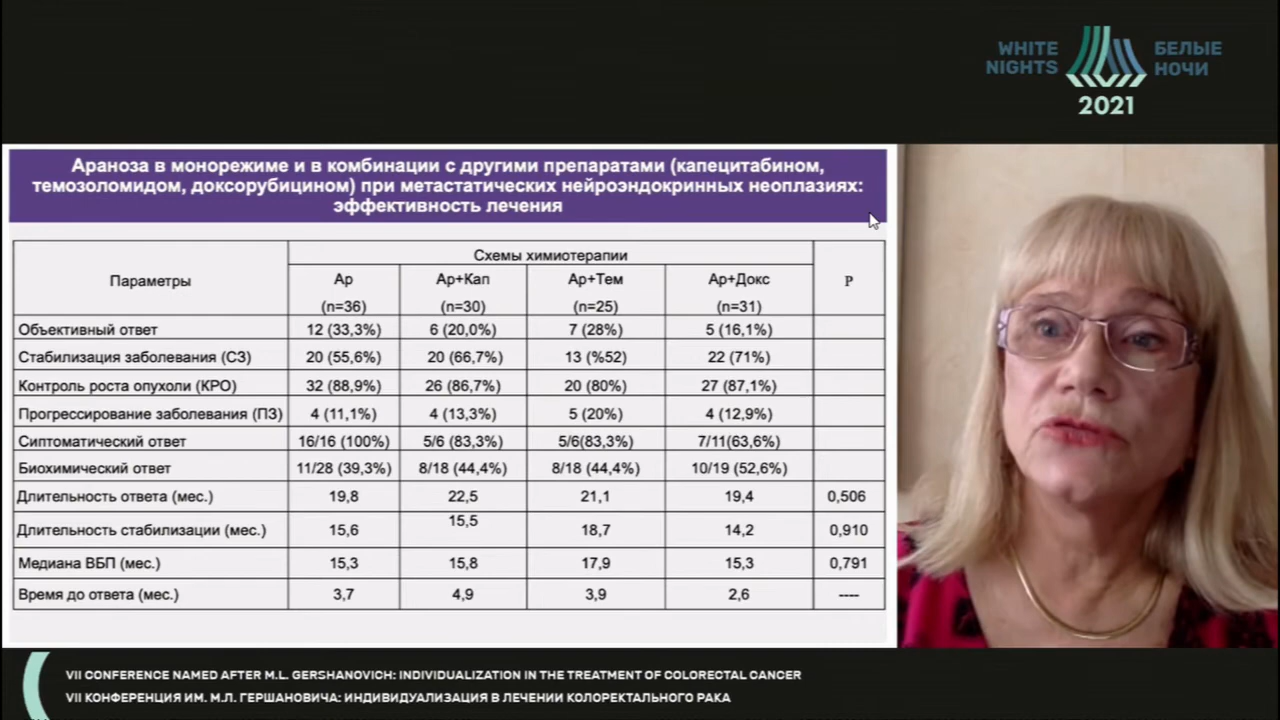 WHITE NIGHTS
БЕЛЫЕ НОЧИ
2021
Араноза в монорежиме и в комбинации с другими препаратами (капецитабином,
темозоломидом, доксорубицином) при метастатических нейроэндокринных неоплазиях:
эффективность лечения
Параметры Схемы химиотерапии P
Ар (n=36) Ар+Кап (n=30) Ар+Тем (n=25) Ар+Докс (n=31)
Объективный ответ 12 (33,3%) 6 (20,0%) 7 (28%) 5 (16,1%)
Стабилизация заболевания (СЗ) 20 (55,6%) 20 (66,7%) 13 (%52) 22 (71%)
Контроль роста опухоли (КРО) 32 (88,9%) 26 (86,7%) 20 (80%) 27 (87,1%)
Прогрессирование заболевания (ПЗ) 4 (11,1%) 4 (13,3%) 5 (20%) 4 (12,9%)
Сиптоматический ответ 16/16 (100%) 5/6 (83,3%) 5/6(83,3%) 7/11(63,6%)
Биохимический ответ 11/28 (39,3%) 8/18 (44,4%) 8/18 (44,4%) 10/19 (52,6%)
Длительность ответа (мес.) 19,8 22,5 21,1 19,4 0,506
Длительность стабилизации (мес.) 15,6 15,5 18,7 14,2 0,910
Медиана ВБП (мес.) 15,3 15,8 17,9 15,3 0,791
Время до ответа (мес.) 3,7 4,9 3,9 2,6 ----
VII CONFERENCE NAMED AFTER M.L. GERSHANOVICH: INDIVIDUALIZATION IN THE TREATMENT OF COLORECTAL CANCER
VII КОНФЕРЕНЦИЯ ИМ. М.Л. ГЕРШАНОВИЧА: ИНДИВИДУАЛИЗАЦИЯ В ЛЕЧЕНИИ КОЛОРЕКТАЛЬНОГО РАКА